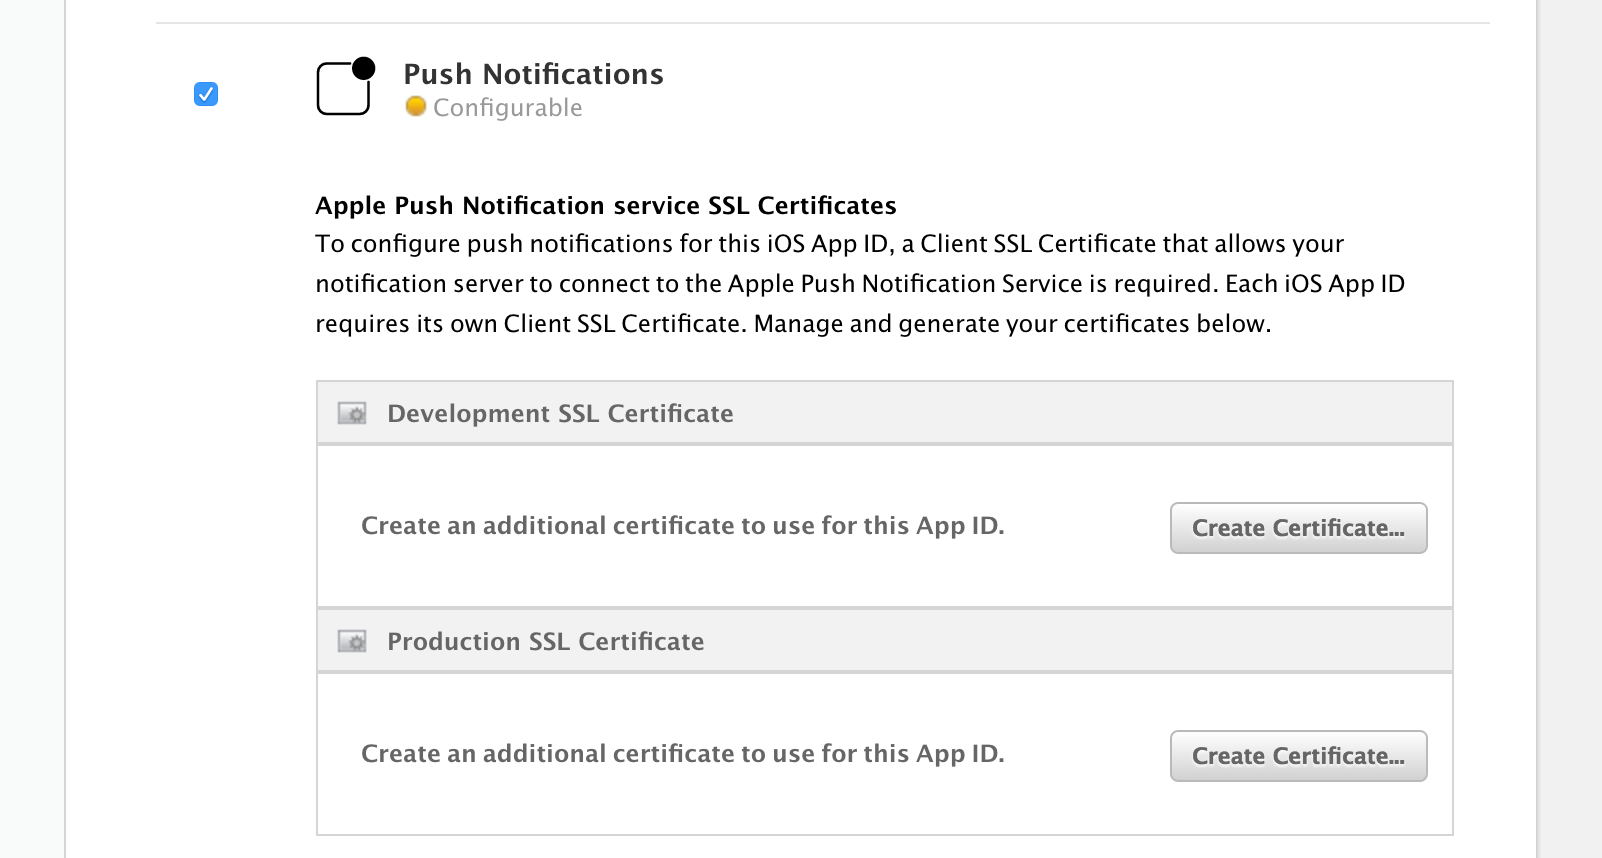 Push Notifications
Configurable
Apple Push Notification service SSL Certificates
To configure push notifications for this iOS App ID, a Client SSL Certificate that allows your
notification server to connect to the Apple Push Notification Service is required. Each iOS App ID
requires its own Client SSL Certificate. Manage and generate your certificates below.
Development SSL Certificate
Create an additional certificate to use for this App ID.
Create Certificate...
Production SSL Certificate
Create an additional certificate to use for this App ID.
Create Certificate...